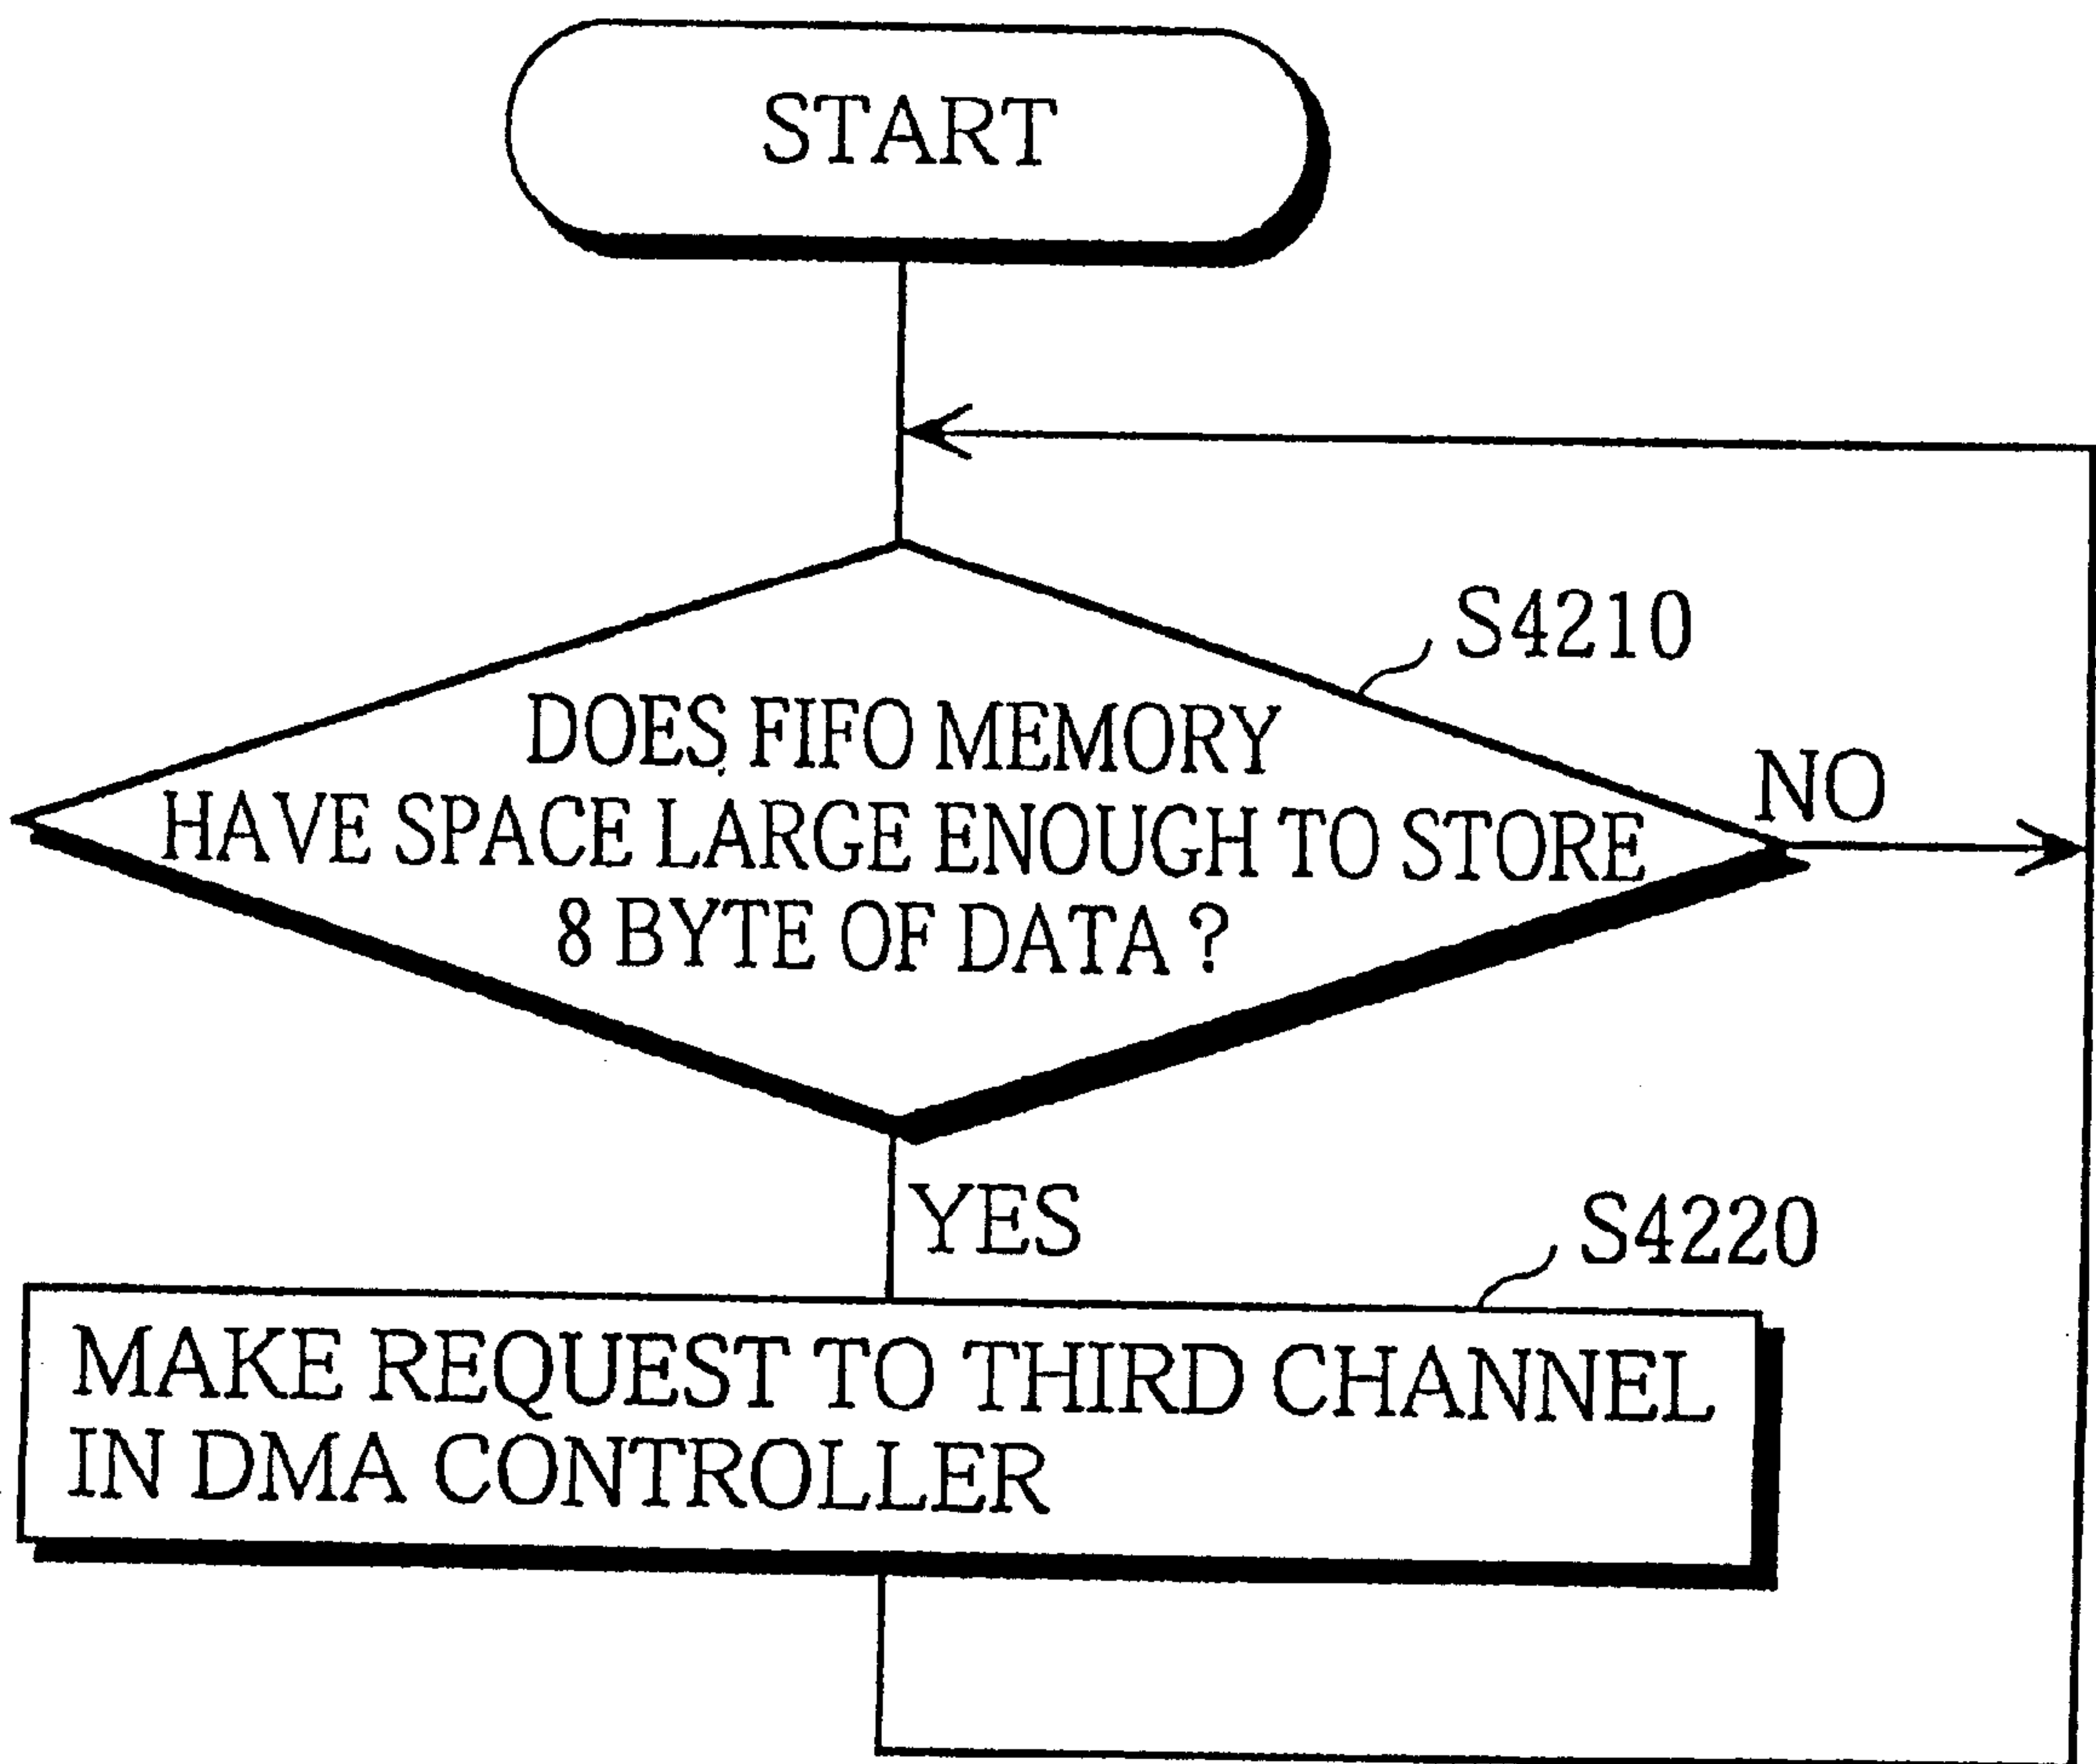 START
S4210
DOES FIFO MEMORY
HAVE SPACE LARGE ENOUGH TO STORE
8 BYTE OF DATA ?
NO
YES
S4220
MAKE REQUEST TO THIRD CHANNEL
IN DMA CONTROLLER